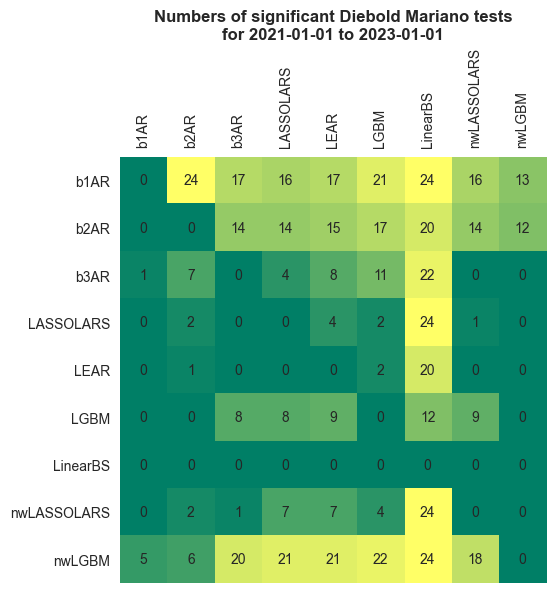 Numbers of significant Diebold Mariano tests
for 2021-01-01 to 2023-01-01
b1AR b2AR b3AR LASSOLARS LEAR LGBM LinearBS nwLASSOLARS nwLGBM
b1AR 0 24 17 16 17 21 24 16 13
b2AR 0 0 14 14 15 17 20 14 12
b3AR 1 7 0 4 8 11 22 0 0
LASSOLARS 0 2 0 0 4 2 24 1 0
LEAR 0 1 0 0 0 2 20 0 0
LGBM 0 0 8 8 9 0 12 9 0
LinearBS 0 0 0 0 0 0 0 0 0
nwLASSOLARS 0 2 1 7 7 4 24 0 0
nwLGBM 5 6 20 21 21 22 24 18 0